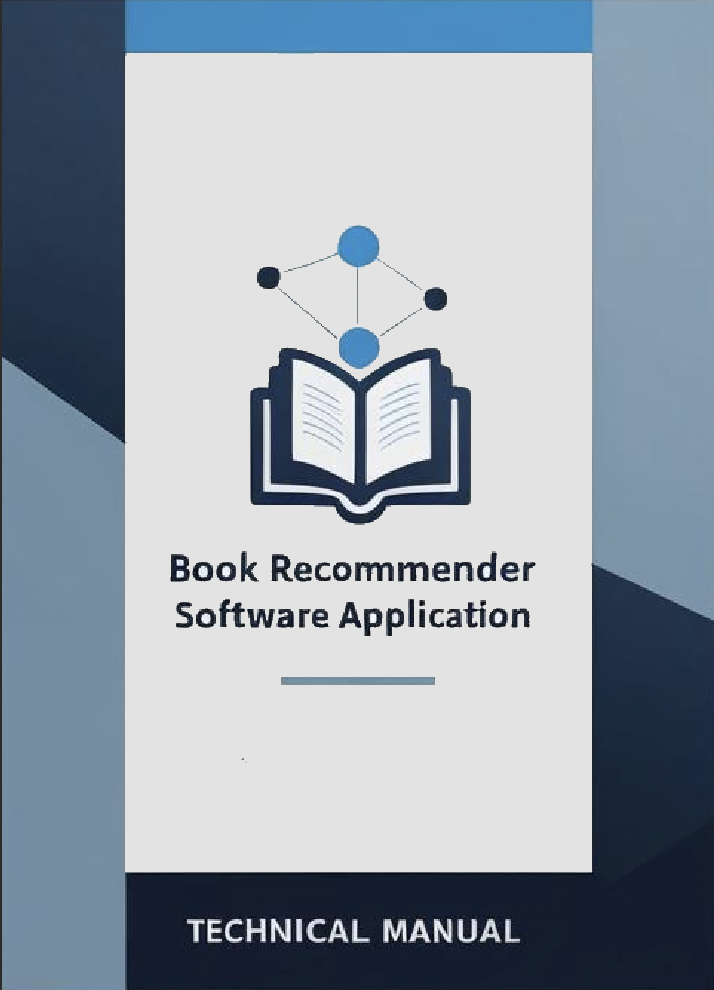 Book Recommender
Software Application
TECHNICAL MANUAL